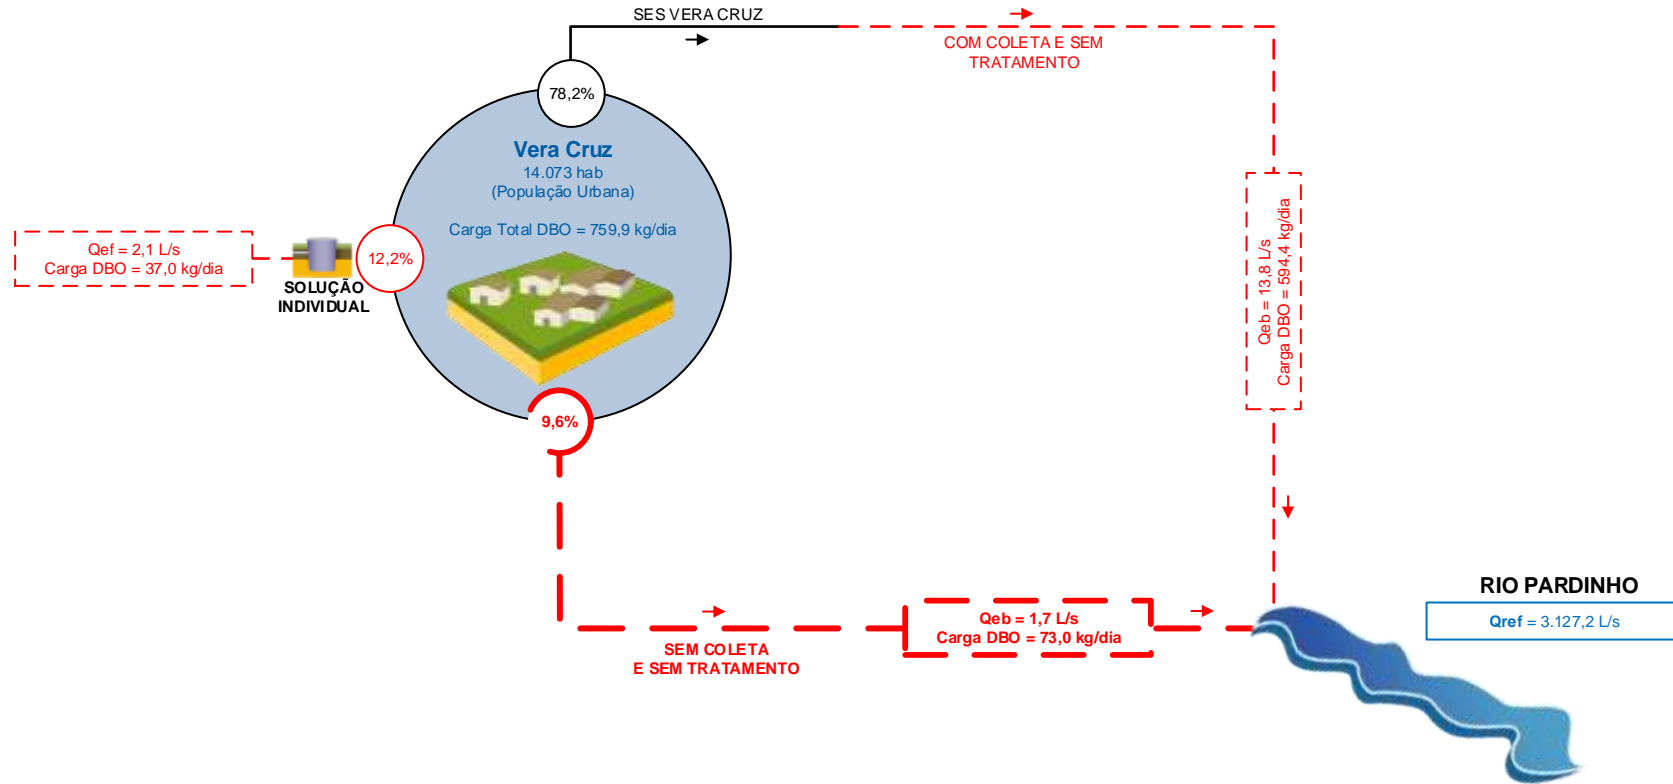 SES VERA CRUZ
COM COLETA E SEM
TRATAMENTO
78,2%
Vera Cruz
14.073 hab
(População Urbana)
Carga Total DBO = 759,9 kg/dia
Qef = 2,1 L/s
Carga DBO = 37,0 kg/dia
SOLUÇÃO
INDIVIDUAL
12,2%
Qeb = 13,8 L/s
Carga DBO = 594,4 kg/dia
9,6%
SEM COLETA
E SEM TRATAMENTO
Qeb = 1,7 L/s
Carga DBO = 73,0 kg/dia
RIO PARDINHO
Qref = 3.127,2 L/s